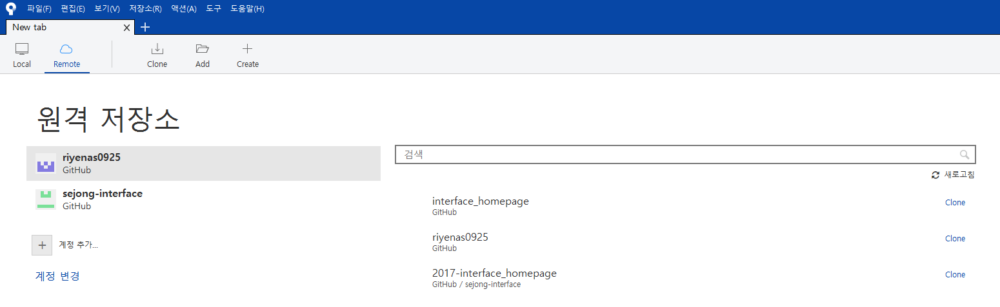 파일(F) 편집(E) 보기(V) 저장소(R) 액션(A) 도구 도움말(H)
New tab
Local Remote Clone Add Create
원격 저장소
riyenas0925
GitHub
sejong-interface
GitHub
계정 추가...
계정 변경
검색
새로고침
interface_homepage Clone
GitHub
riyenas0925 Clone
GitHub
2017-interface_homepage Clone
GitHub / sejong-interface